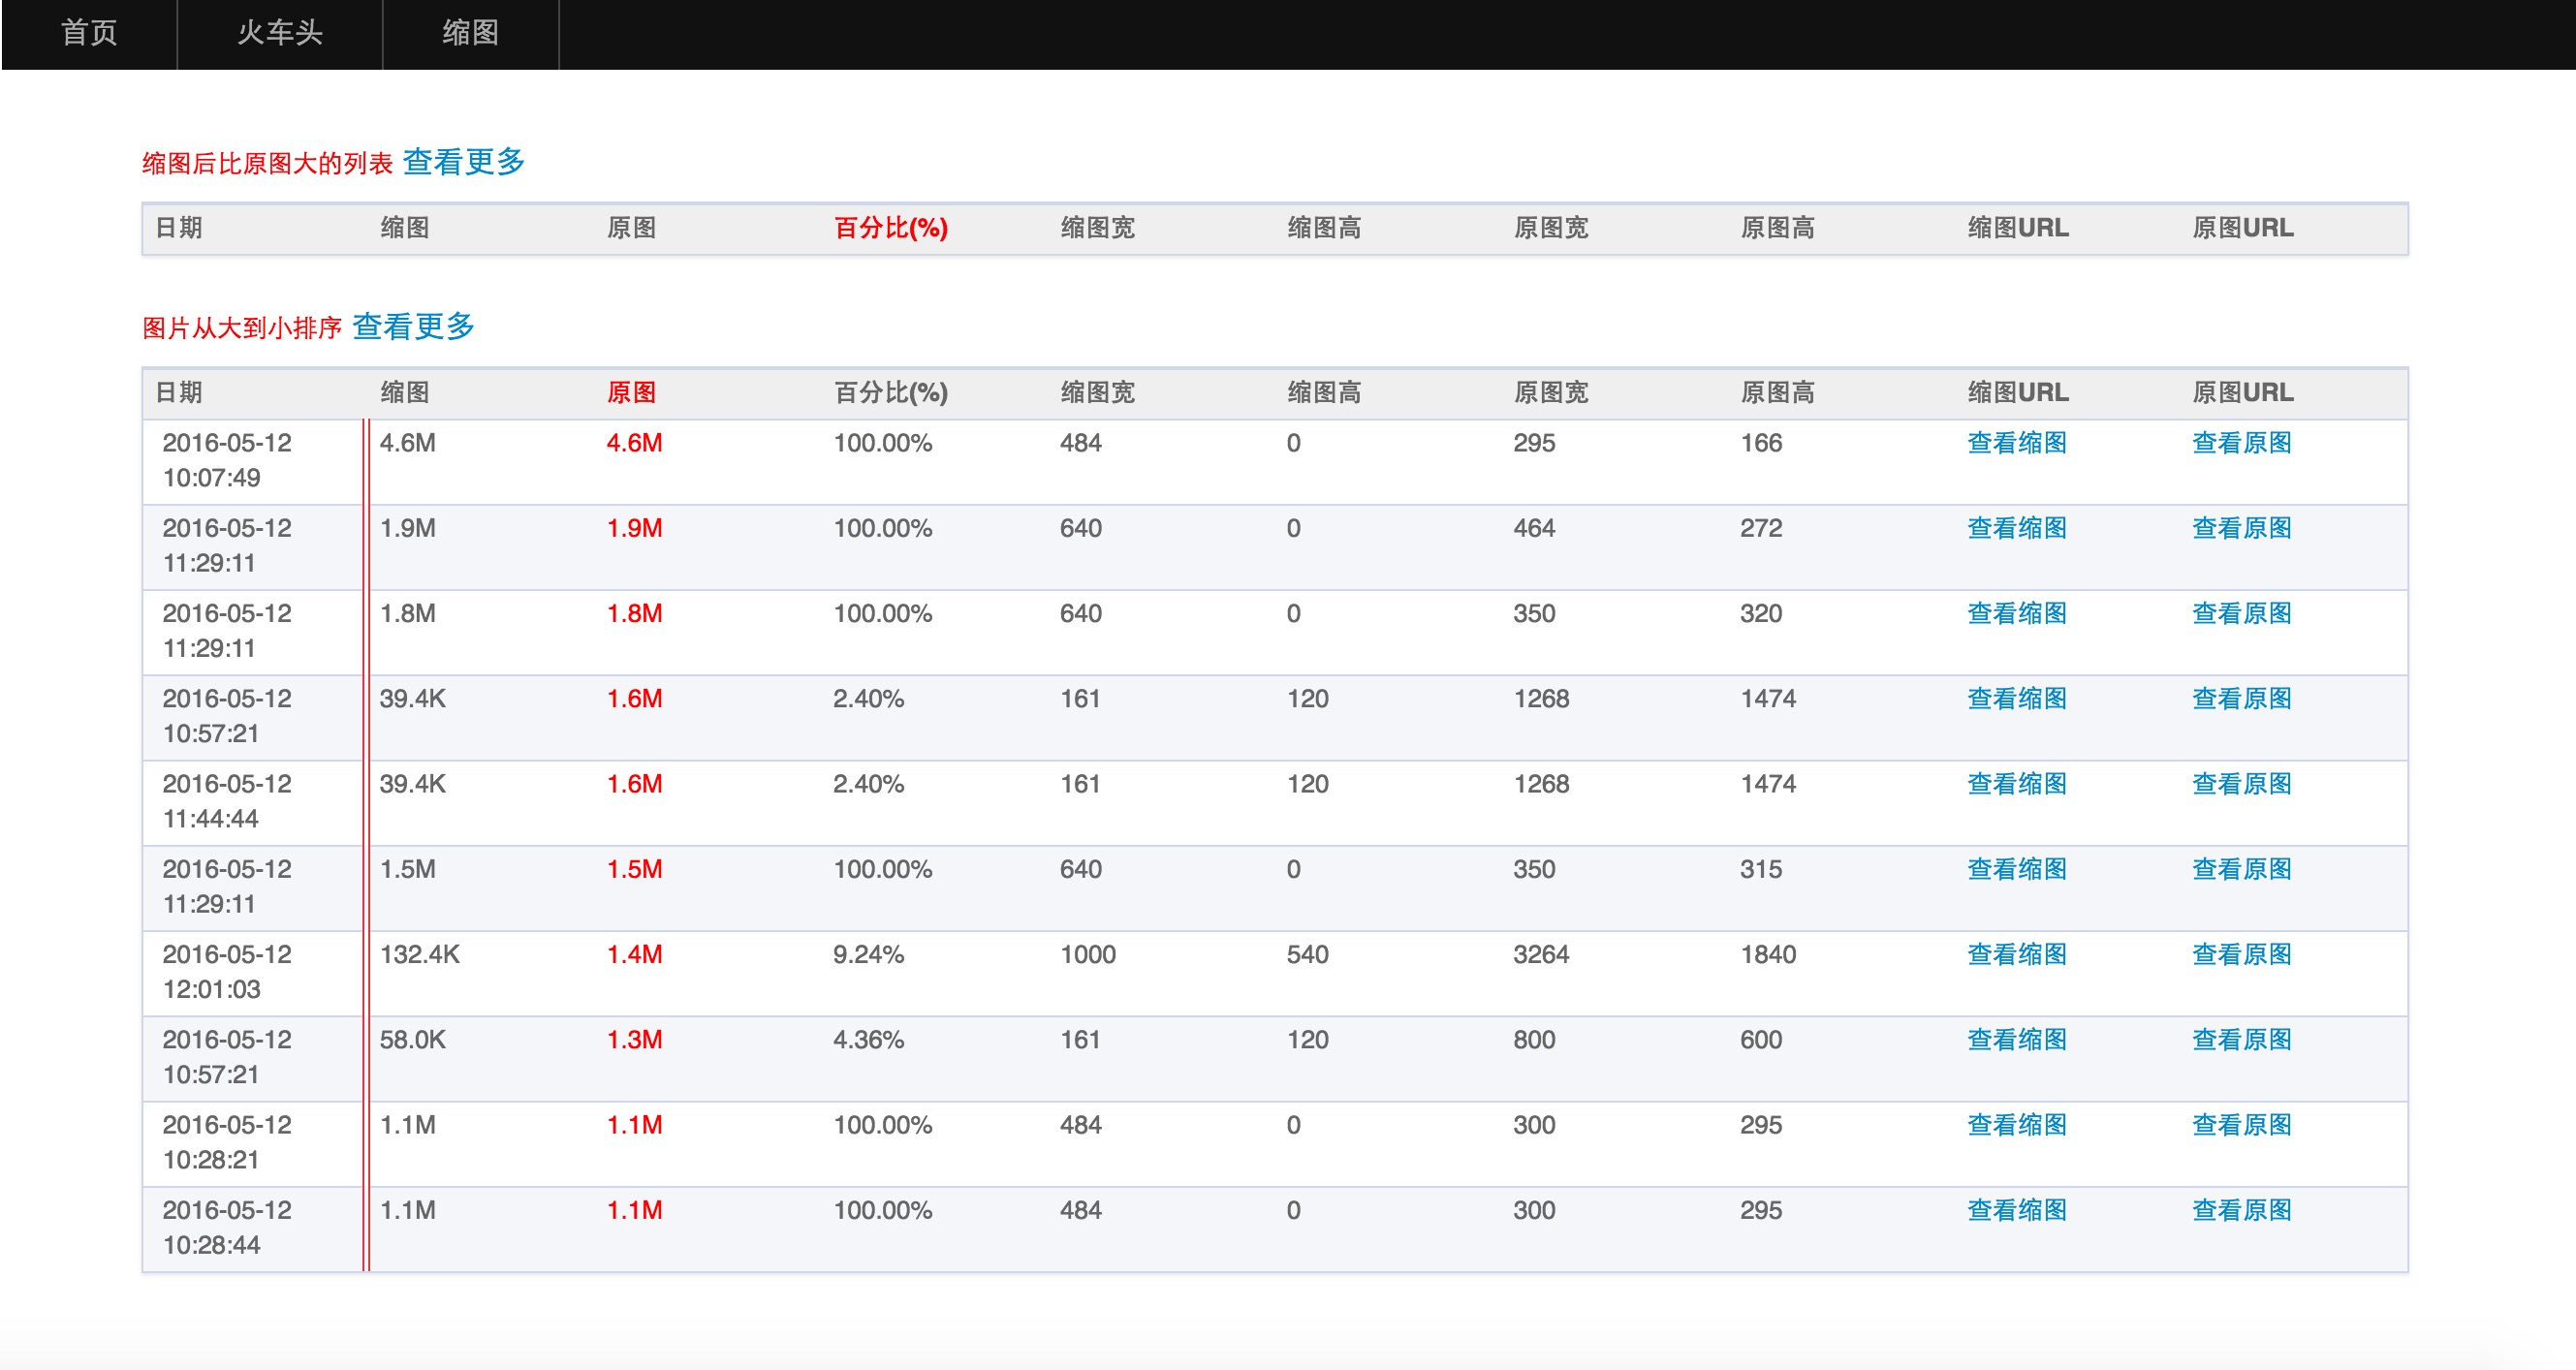 首页 火车头 缩图
缩图后比原图大的列表 查看更多
日期 缩图 原图 百分比(%) 缩图宽 缩图高 原图宽 原图高 缩图URL 原图URL
图片从大到小排序 查看更多
日期 缩图 原图 百分比(%) 缩图宽 缩图高 原图宽 原图高 缩图URL 原图URL
2016-05-12 4.6M 4.6M 100.00% 484 0 295 166 查看缩图 查看原图
10:07:49
2016-05-12 1.9M 1.9M 100.00% 640 0 464 272 查看缩图 查看原图
11:29:11
2016-05-12 1.8M 1.8M 100.00% 640 0 350 320 查看缩图 查看原图
11:29:11
2016-05-12 39.4K 1.6M 2.40% 161 120 1268 1474 查看缩图 查看原图
10:57:21
2016-05-12 39.4K 1.6M 2.40% 161 120 1268 1474 查看缩图 查看原图
11:44:44
2016-05-12 1.5M 1.5M 100.00% 640 0 350 315 查看缩图 查看原图
11:29:11
2016-05-12 132.4K 1.4M 9.24% 1000 540 3264 1840 查看缩图 查看原图
12:01:03
2016-05-12 58.0K 1.3M 4.36% 161 120 800 600 查看缩图 查看原图
10:57:21
2016-05-12 1.1M 1.1M 100.00% 484 0 300 295 查看缩图 查看原图
10:28:21
2016-05-12 1.1M 1.1M 100.00% 484 0 300 295 查看缩图 查看原图
10:28:44